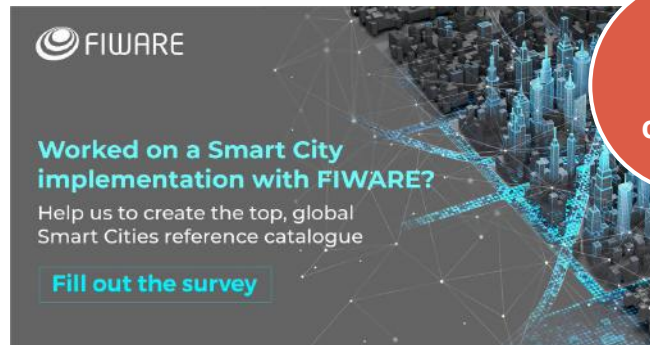 FIWARE
Worked on a Smart City
implementation with FIWARE?
Help us to create the top, global
Smart Cities reference catalogue
Fill out the survey